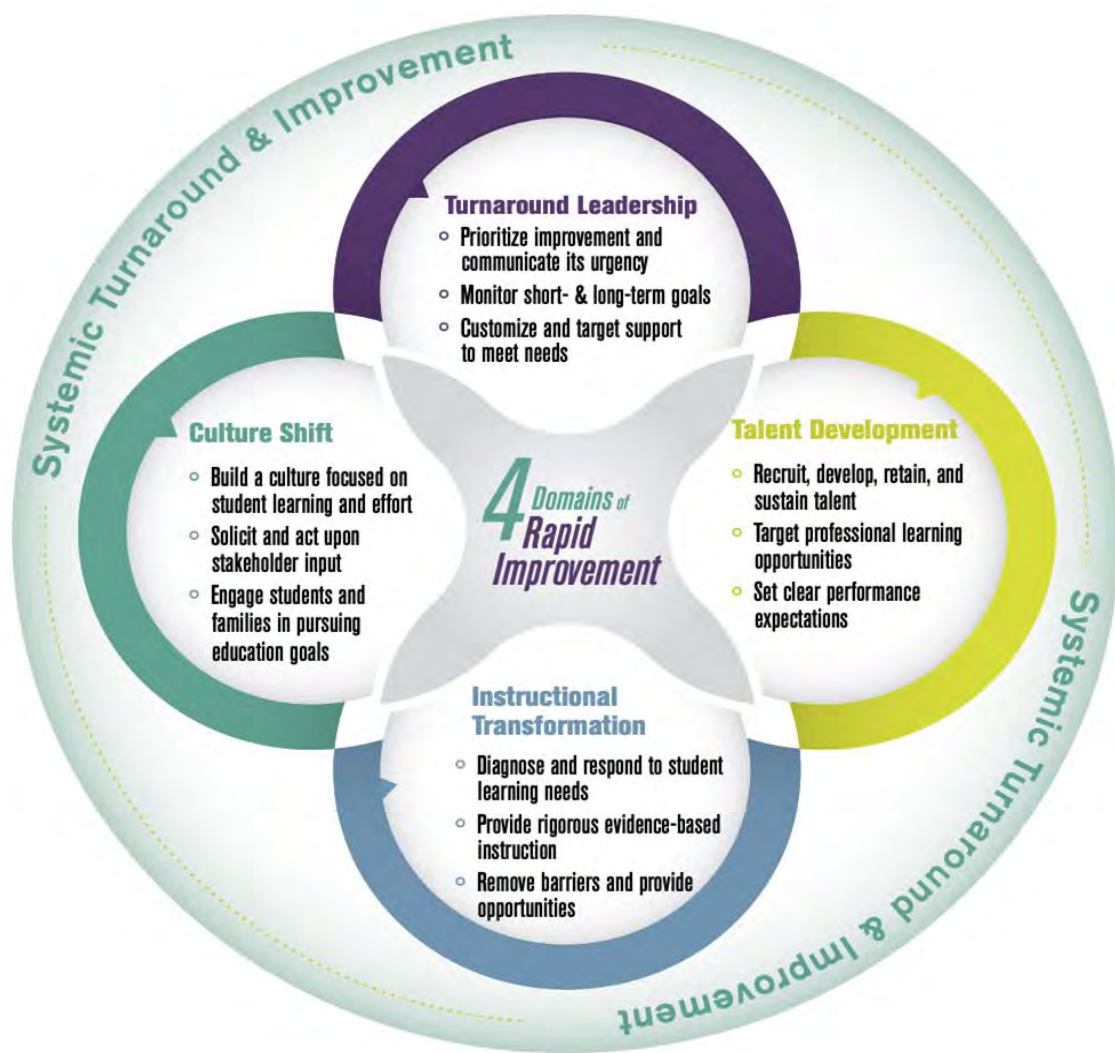 Systemic Turnaround & Improvement
Turnaround Leadership
Prioritize improvement and
communicate its urgency
Monitor short- & long-term goals
Customize and target support
to meet needs
Culture Shift
Build a culture focused on
student learning and effort
Solicit and act upon
stakeholder input
Engage students and
families in pursuing
education goals
4 Domains of
Rapid
Improvement
Talent Development
Recruit, develop, retain, and
sustain talent
Target professional learning
opportunities
Set clear performance
expectations
Instructional
Transformation
Diagnose and respond to student
learning needs
Provide rigorous evidence-based
instruction
Remove barriers and provide
opportunities
Systemic Turnaround & Improvement